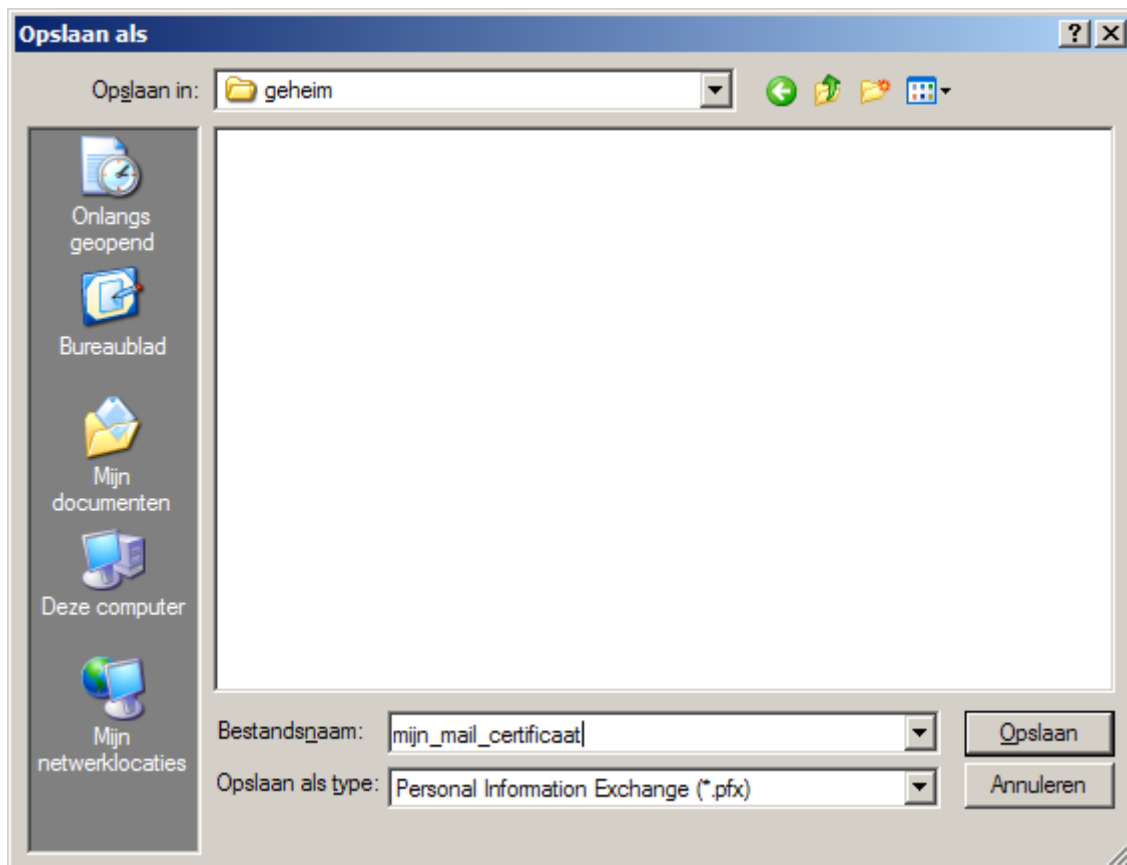 Opslaan als
Opslaan in:
geheim
Onlangs
geopend
Bureaublad
Mijn
documenten
Deze computer
Mijn
netwerklocaties
Bestandsnaam:
mijn_mail_certificaat
Opslaan
Opslaan als type:
Personal Information Exchange (*.pfx)
Annuleren